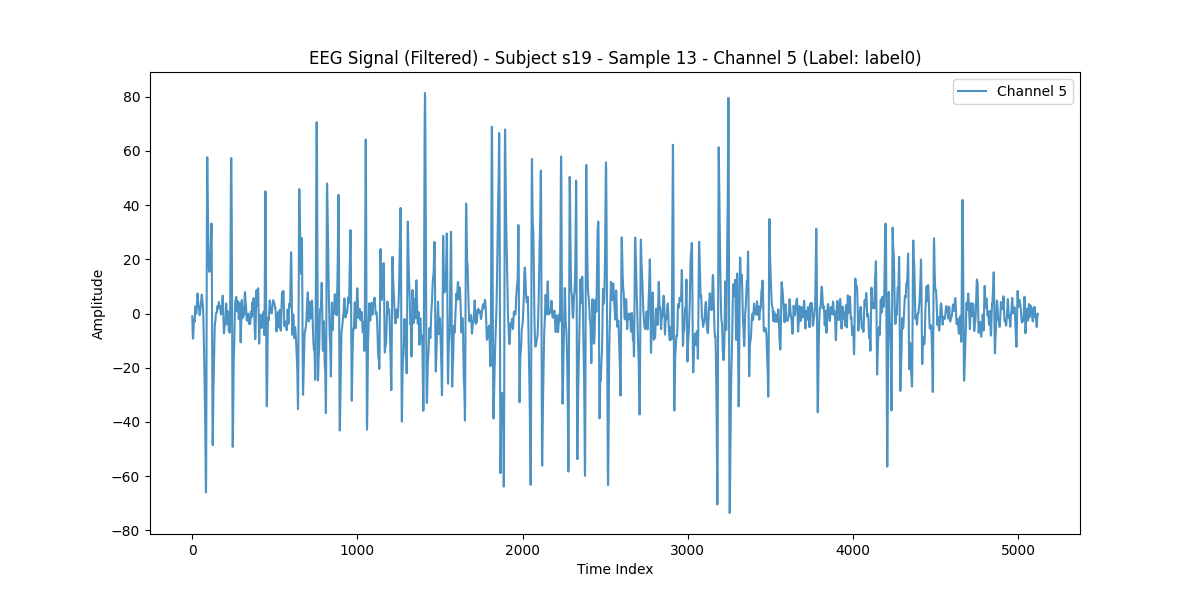 EEG Signal (Filtered) - Subject s19 - Sample 13 - Channel 5 (Label: label0)
Channel 5
80
60
40
20
0
−20
−40
−60
−80
Amplitude
0 1000 2000 3000 4000 5000
Time Index